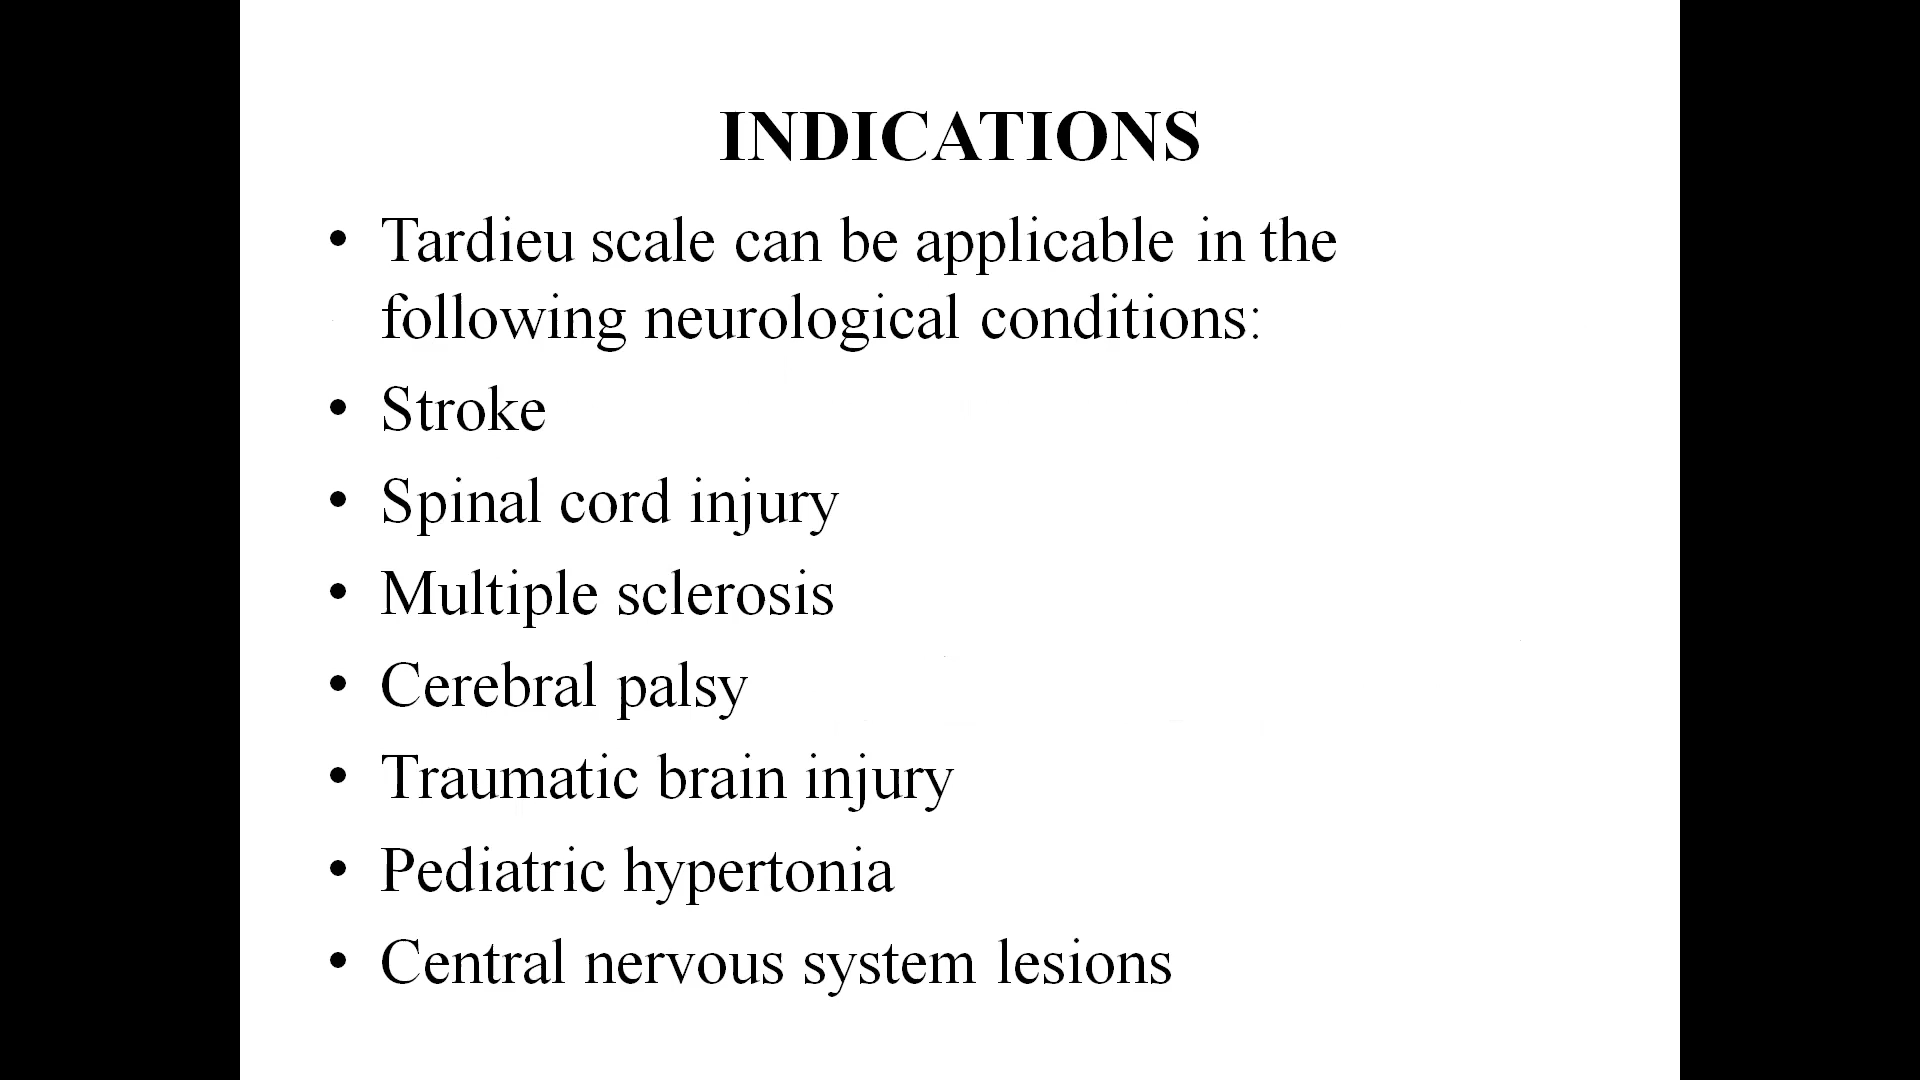 INDICATIONS
• Tardieu scale can be applicable in the
following neurological conditions:
• Stroke
• Spinal cord injury
• Multiple sclerosis
• Cerebral palsy
• Traumatic brain injury
• Pediatric hypertonia
• Central nervous system lesions